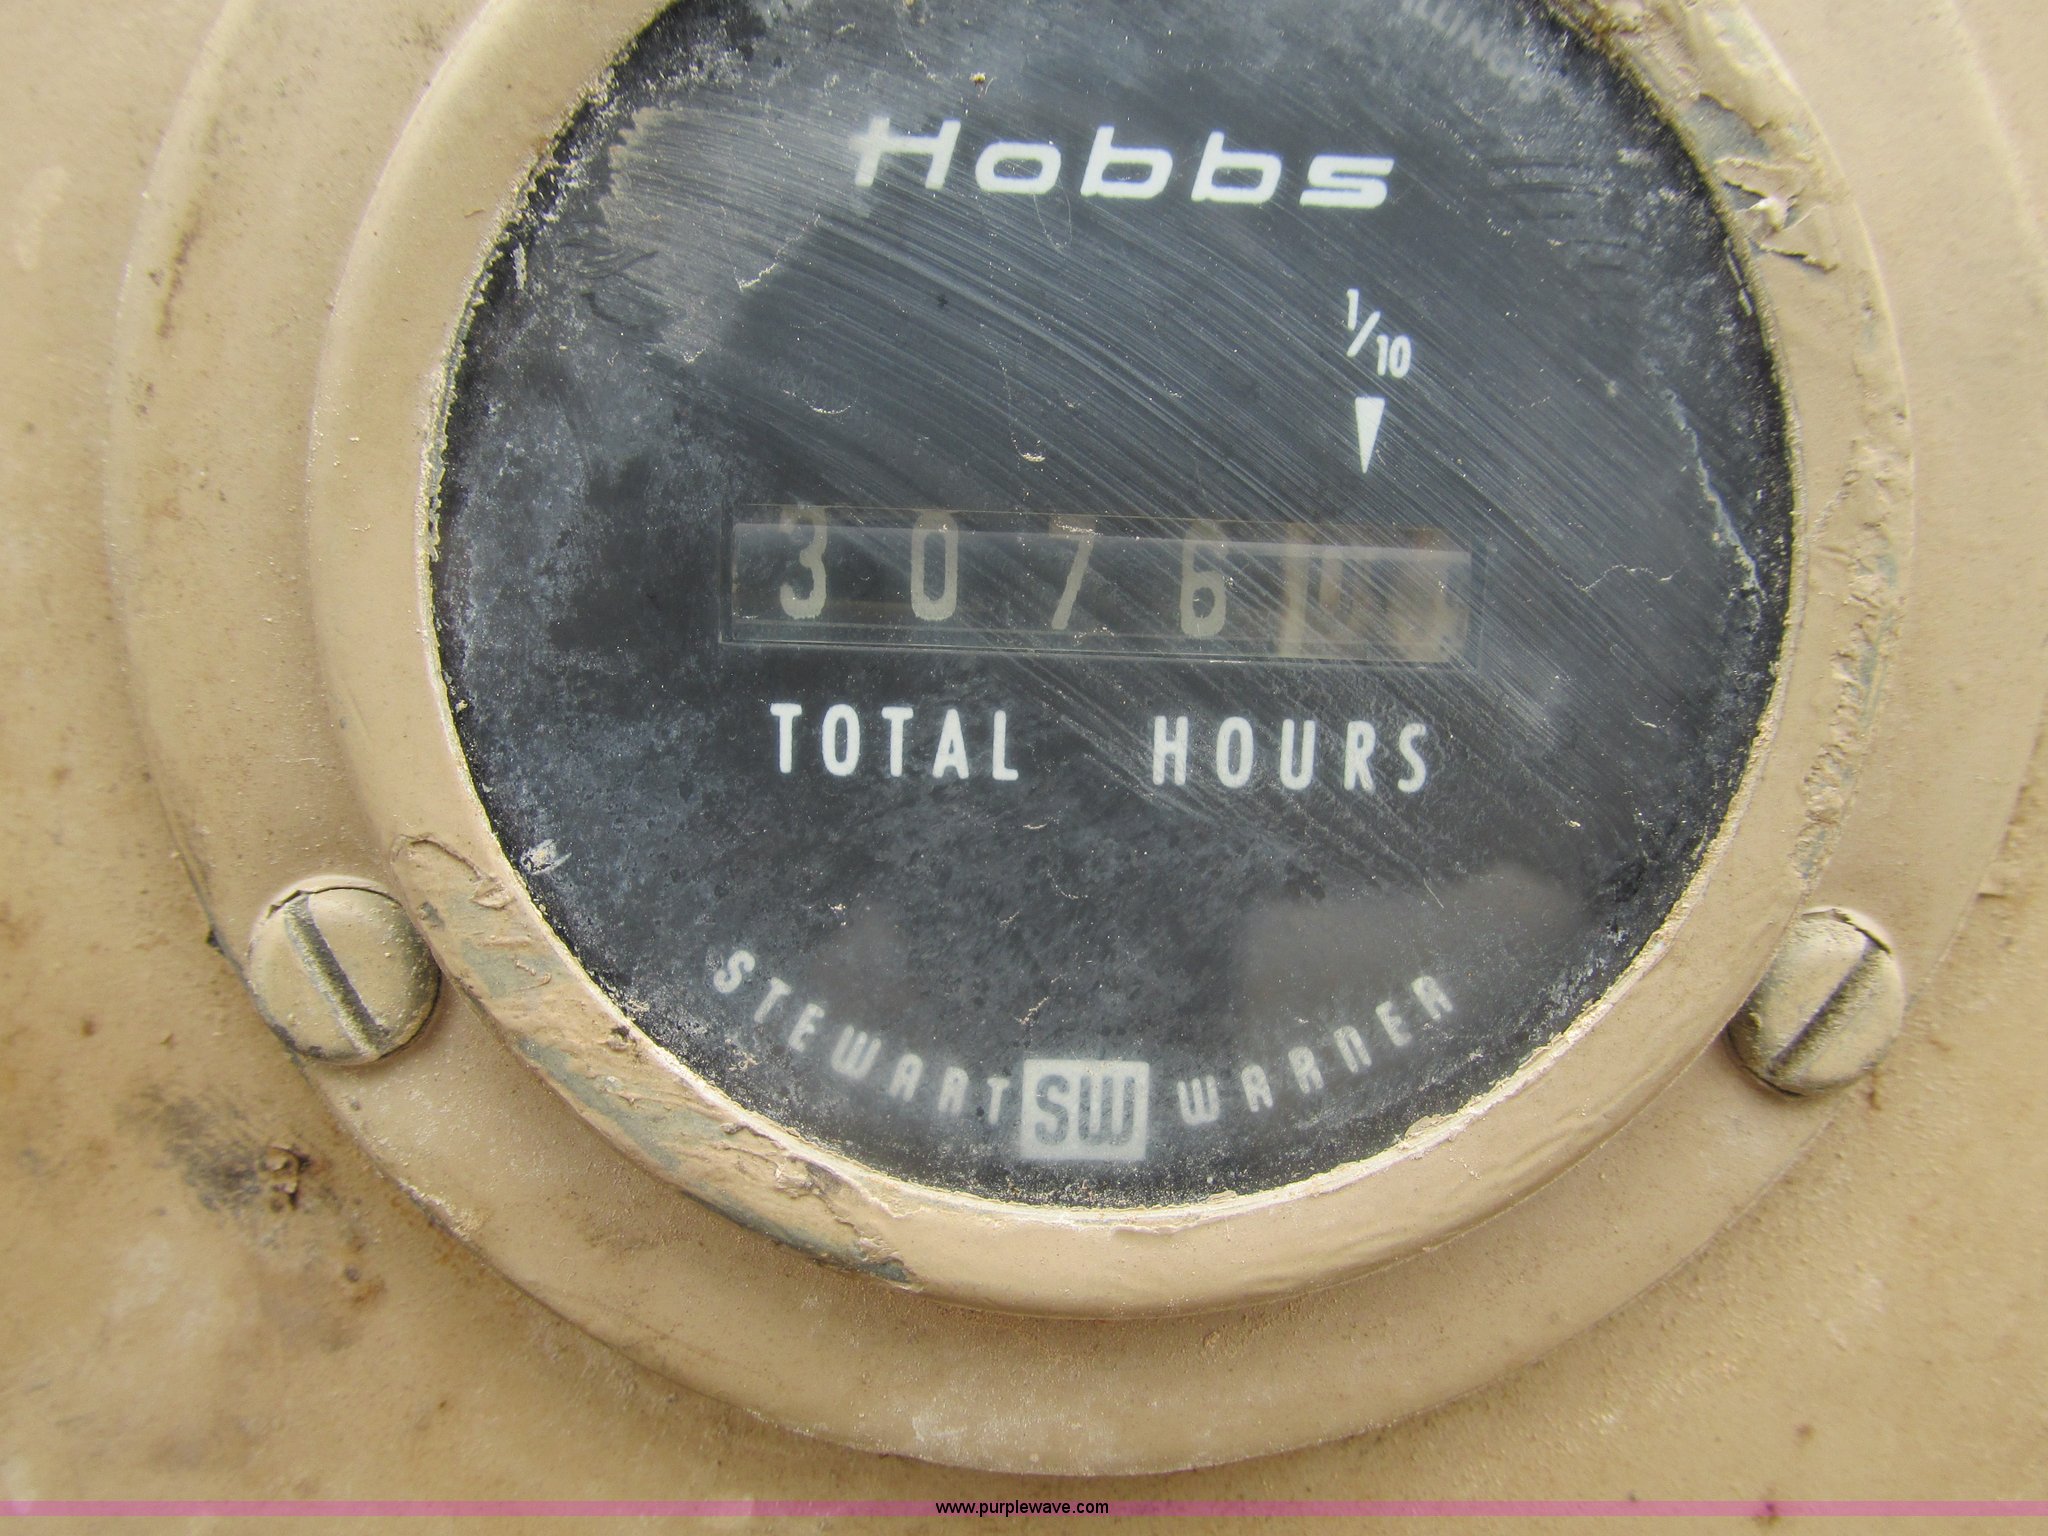 Hobbs
1/10
3076
TOTAL HOURS
STEWART SW WARNER
www.purplewave.com